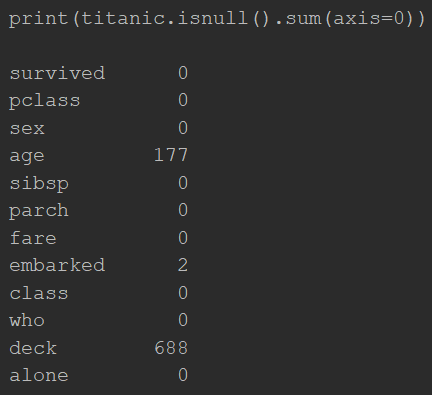 print(titanic.isnull().sum(axis=0))
survived 0
pclass 0
sex 0
age 177
sibsp 0
parch 0
fare 0
embarked 2
class 0
who 0
deck 688
alone 0